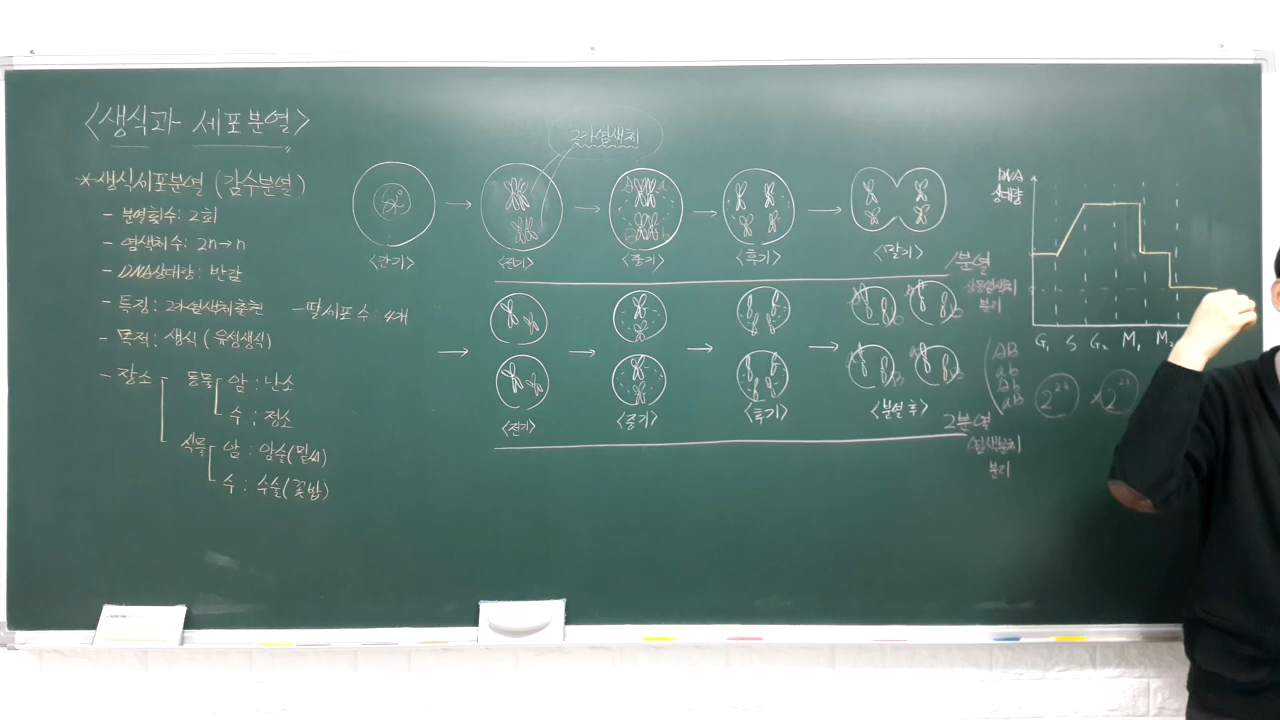 <생식과 세포분열>
*생식세포분열 (감수분열)
- 분열횟수: 2회
- 염색체수: 2n→n
- DNA상대량: 반감
- 특징: 2가염색체출현
- 딸세포수: 4개
- 목적: 생식 (유성생식)
- 장소
동물
암 : 난소
수 : 정소
식물
암 : 암술(밑씨)
수 : 수술(꽃밥)
2가염색체
<간기>
<전기>
<중기>
<후기>
<말기>
1분열
상동염색체
분리
<전기>
<중기>
<후기>
<분열 후>
2분열
염색분체
분리
DNA
상대량
G₁ S G₂ M₁ M₂
AB
ab
Ab
aB
2²³ × 2²³